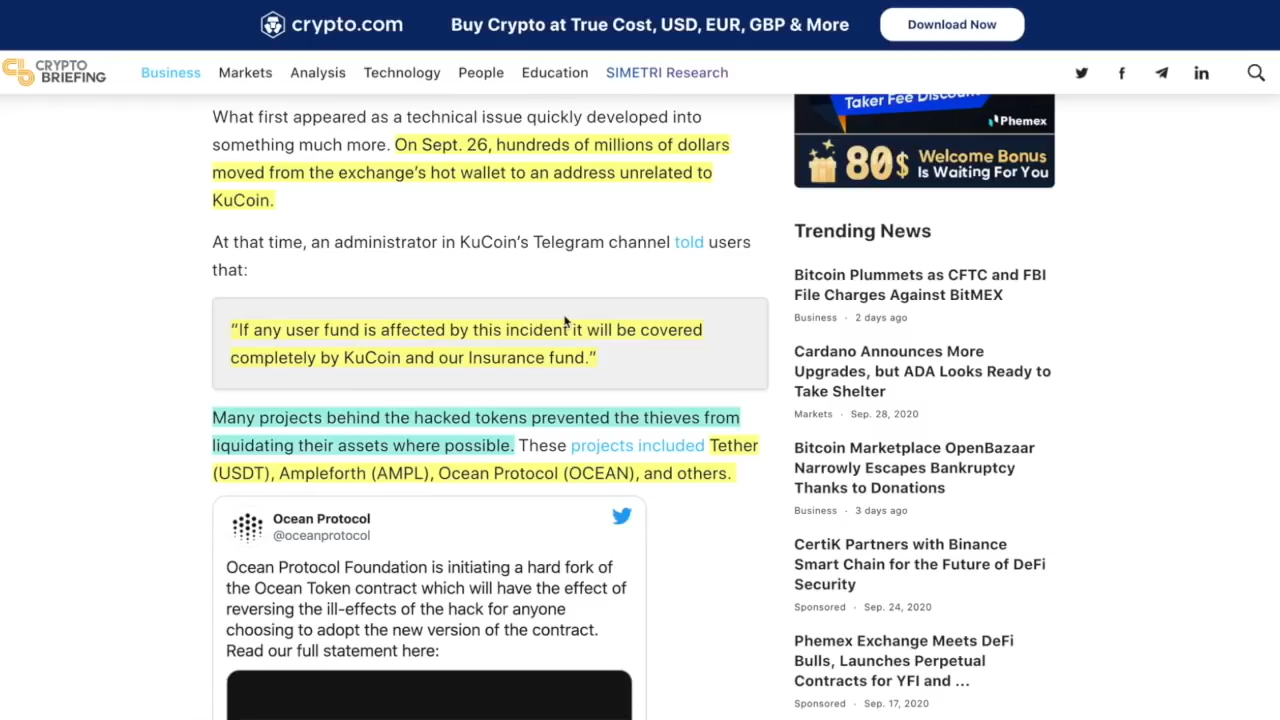 crypto.com
Buy Crypto at True Cost, USD, EUR, GBP & More
Download Now
CRYPTO
BRIEFING
Business
Markets
Analysis
Technology
People
Education
SIMETRI Research
What first appeared as a technical issue quickly developed into
something much more. On Sept. 26, hundreds of millions of dollars
moved from the exchange's hot wallet to an address unrelated to
KuCoin.
At that time, an administrator in KuCoin's Telegram channel told users
that:
“If any user fund is affected by this incident it will be covered
completely by KuCoin and our Insurance fund.”
Many projects behind the hacked tokens prevented the thieves from
liquidating their assets where possible. These projects included Tether
(USDT), Ampleforth (AMPL), Ocean Protocol (OCEAN), and others.
Ocean Protocol
@oceanprotocol
Ocean Protocol Foundation is initiating a hard fork of
the Ocean Token contract which will have the effect of
reversing the ill-effects of the hack for anyone
choosing to adopt the new version of the contract.
Read our full statement here:
Taker Fee Discount
Phemex
80$ Welcome Bonus
Is Waiting For You
Trending News
Bitcoin Plummets as CFTC and FBI
File Charges Against BitMEX
Business · 2 days ago
Cardano Announces More
Upgrades, but ADA Looks Ready to
Take Shelter
Markets · Sep. 28, 2020
Bitcoin Marketplace OpenBazaar
Narrowly Escapes Bankruptcy
Thanks to Donations
Business · 3 days ago
CertiK Partners with Binance
Smart Chain for the Future of DeFi
Security
Sponsored · Sep. 24, 2020
Phemex Exchange Meets DeFi
Bulls, Launches Perpetual
Contracts for YFI and ...
Sponsored · Sep. 17, 2020